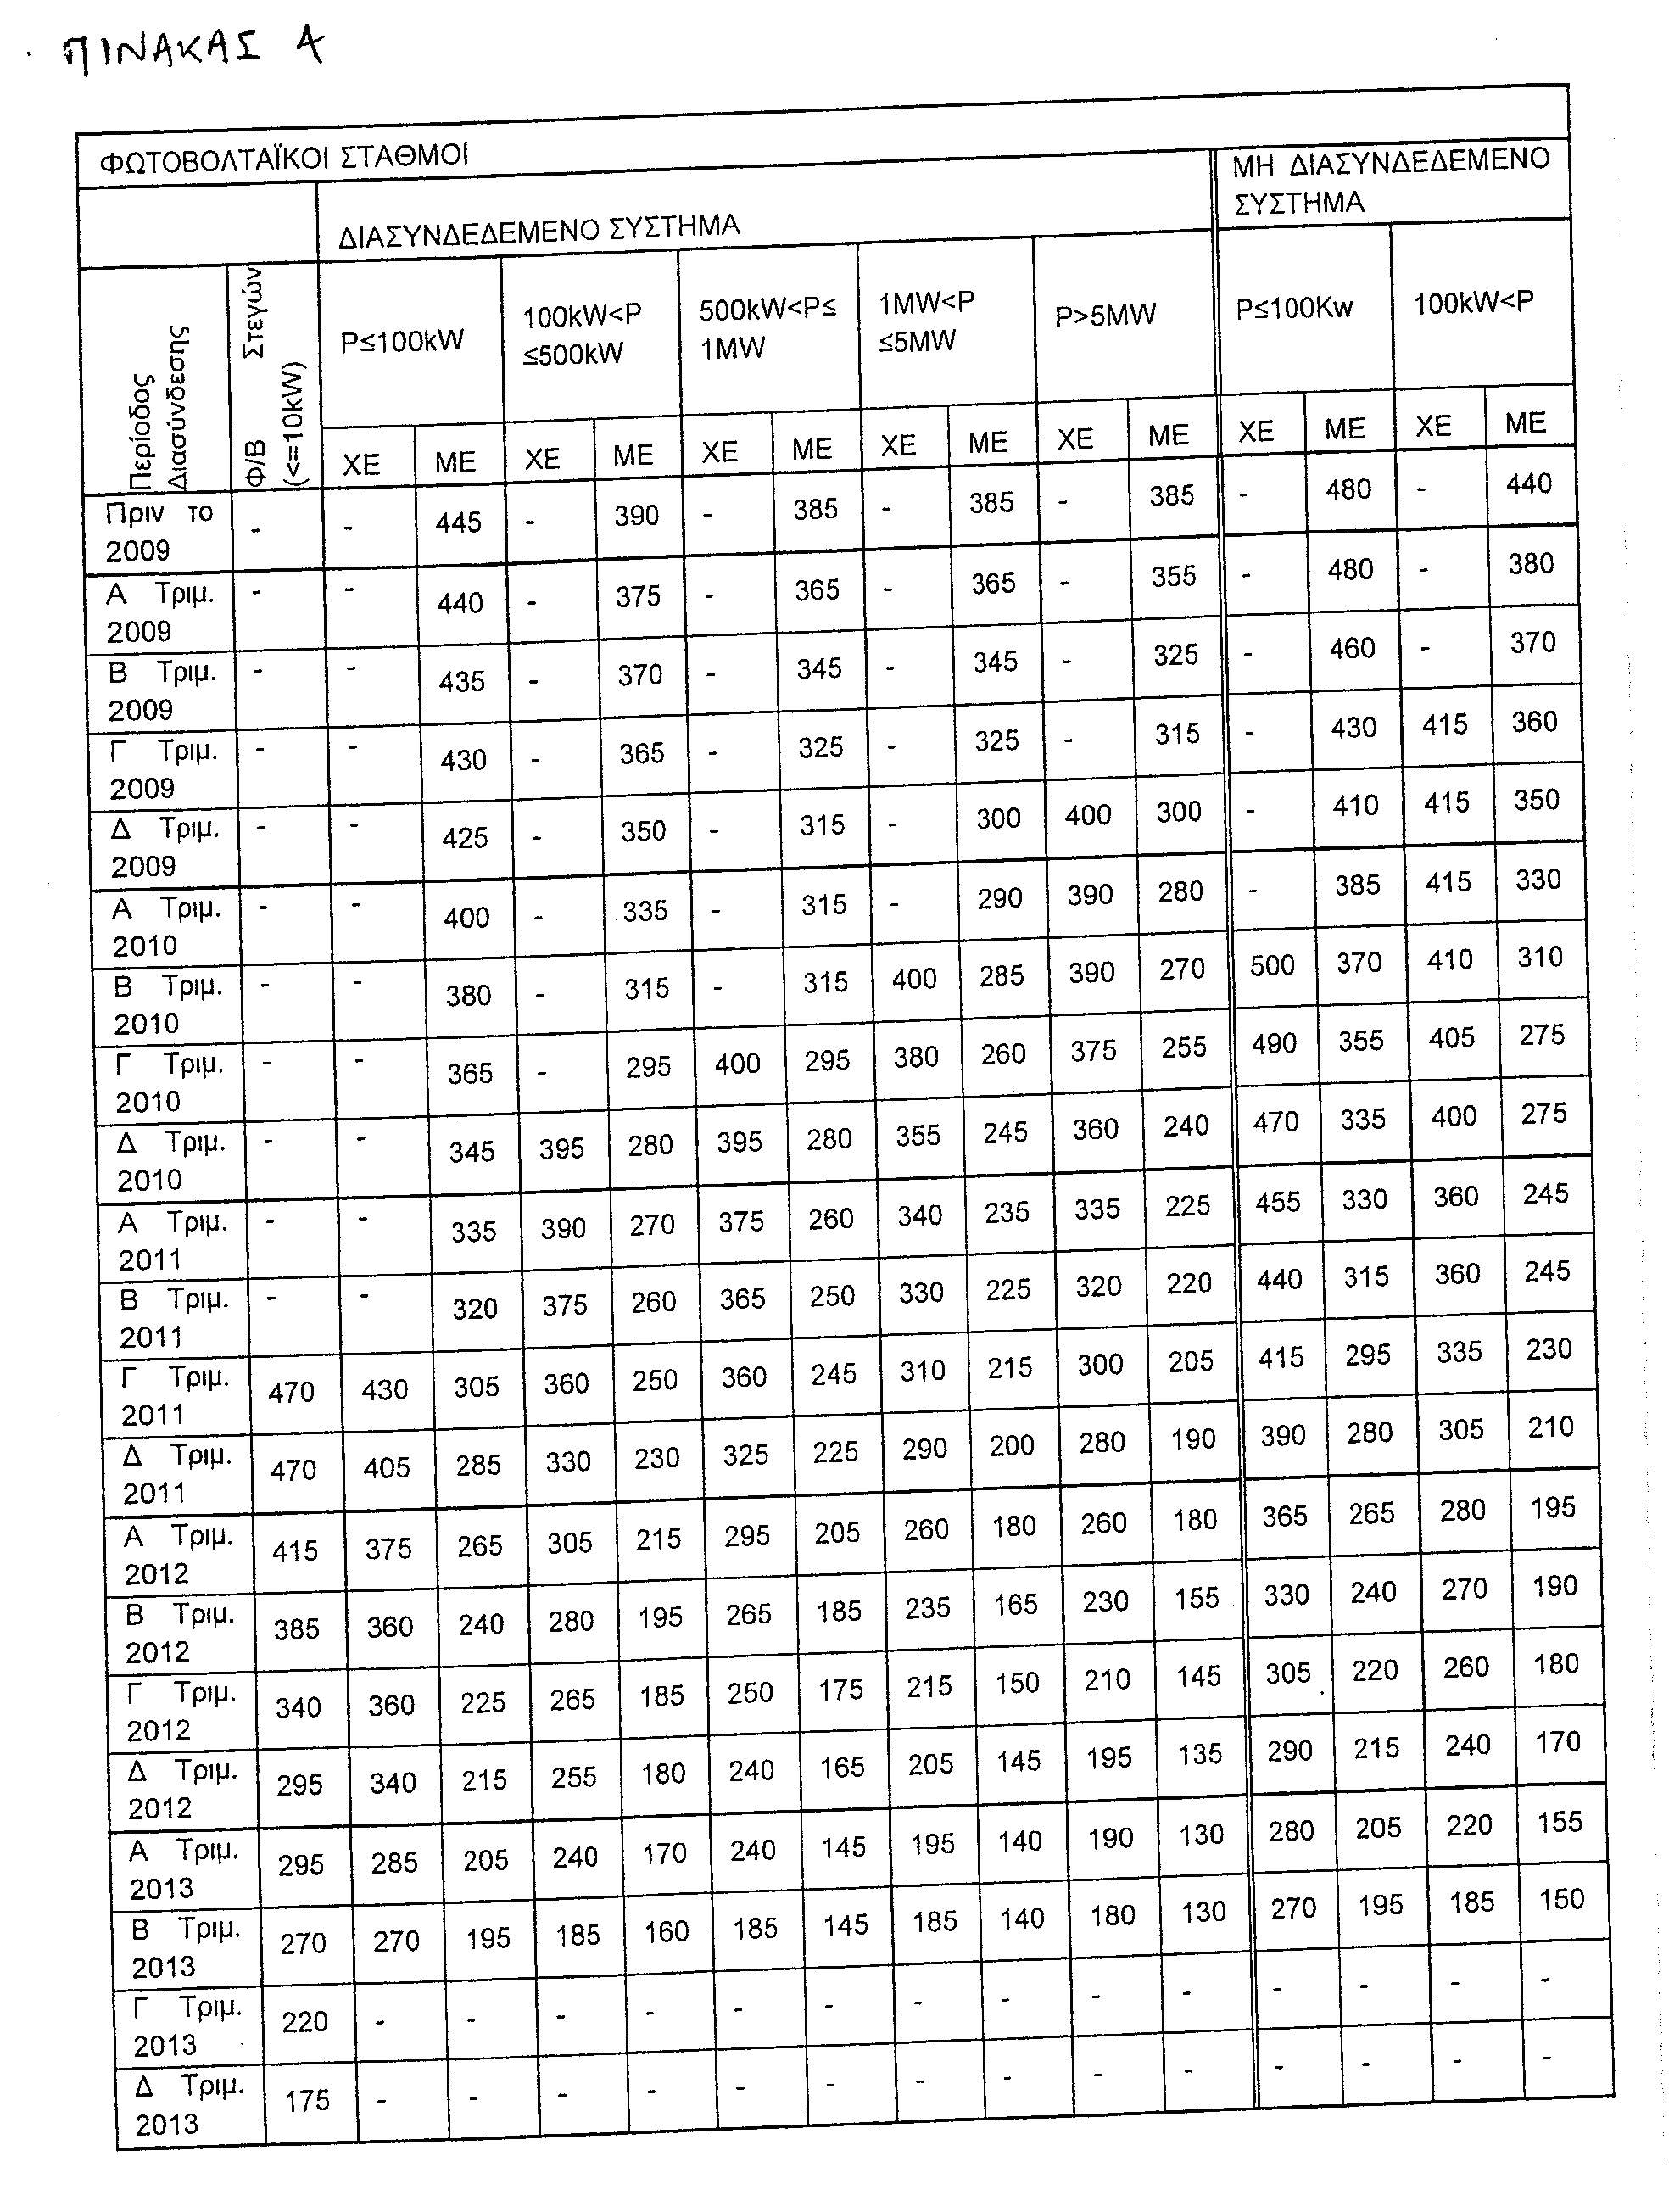 ΠΙΝΑΚΑΣ Α
ΦΩΤΟΒΟΛΤΑΪΚΟΙ ΣΤΑΘΜΟΙ
ΔΙΑΣΥΝΔΕΔΕΜΕΝΟ ΣΥΣΤΗΜΑ
ΜΗ ΔΙΑΣΥΝΔΕΔΕΜΕΝΟ
ΣΥΣΤΗΜΑ
Περίοδος
Διασύνδεσης
Φ/Β Στεγών
(<=10kW)
P≤100kW
100kW<P
≤500kW
500kW<P≤
1MW
1MW<P
≤5MW
P>5MW
P≤100Kw
100kW<P
ΧΕ ΜΕ ΧΕ ΜΕ ΧΕ ΜΕ ΧΕ ΜΕ ΧΕ ΜΕ ΧΕ ΜΕ ΧΕ ΜΕ
Πριν το
2009
- - 445 - 390 - 385 - 385 - 385 - 480 - 440
Α Τριμ.
2009
- - 440 - 375 - 365 - 365 - 355 - 480 - 380
Β Τριμ.
2009
- - 435 - 370 - 345 - 345 - 325 - 460 - 370
Γ Τριμ.
2009
- - 430 - 365 - 325 - 325 - 315 - 430 415 360
Δ Τριμ.
2009
- - 425 - 350 - 315 - 300 400 300 - 410 415 350
Α Τριμ.
2010
- - 400 - 335 - 315 - 290 390 280 - 385 415 330
Β Τριμ.
2010
- - 380 - 315 - 315 400 285 390 270 500 370 410 310
Γ Τριμ.
2010
- - 365 - 295 400 295 380 260 375 255 490 355 405 275
Δ Τριμ.
2010
- - 345 395 280 395 280 355 245 360 240 470 335 400 275
Α Τριμ.
2011
- - 335 390 270 375 260 340 235 335 225 455 330 360 245
Β Τριμ.
2011
- - 320 375 260 365 250 330 225 320 220 440 315 360 245
Γ Τριμ.
2011
470 430 305 360 250 360 245 310 215 300 205 415 295 335 230
Δ Τριμ.
2011
470 405 285 330 230 325 225 290 200 280 190 390 280 305 210
Α Τριμ.
2012
415 375 265 305 215 295 205 260 180 260 180 365 265 280 195
Β Τριμ.
2012
385 360 240 280 195 265 185 235 165 230 155 330 240 270 190
Γ Τριμ.
2012
340 360 225 265 185 250 175 215 150 210 145 305 220 260 180
Δ Τριμ.
2012
295 340 215 255 180 240 165 205 145 195 135 290 215 240 170
Α Τριμ.
2013
295 285 205 240 170 240 145 195 140 190 130 280 205 220 155
Β Τριμ.
2013
270 270 195 185 160 185 145 185 140 180 130 270 195 185 150
Γ Τριμ.
2013
220 - - - - - - - - - - - - - -
Δ Τριμ.
2013
175 - - - - - - - - - - - - - -